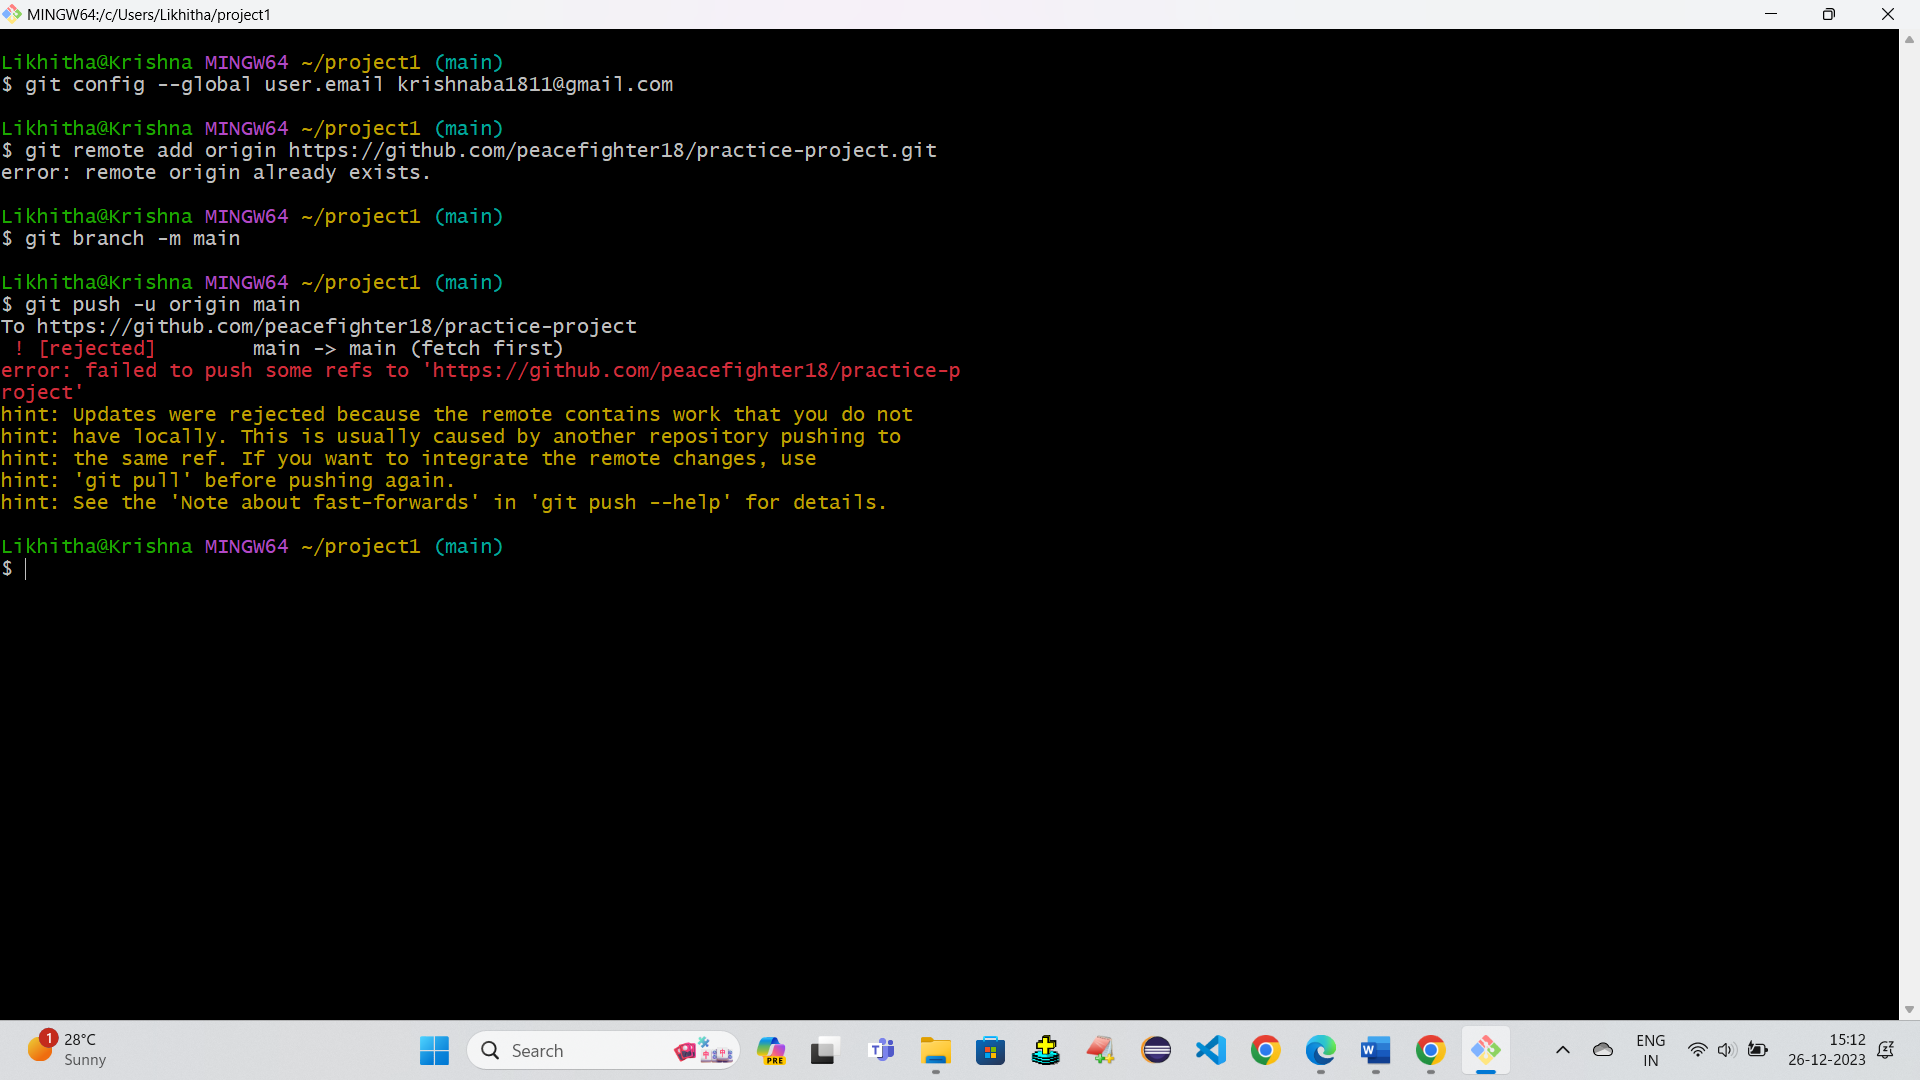 MINGW64:/c/Users/Likhitha/project1
Likhitha@Krishna MINGW64 ~/project1 (main)
$ git config --global user.email krishnaba1811@gmail.com
Likhitha@Krishna MINGW64 ~/project1 (main)
$ git remote add origin https://github.com/peacefighter18/practice-project.git
error: remote origin already exists.
Likhitha@Krishna MINGW64 ~/project1 (main)
$ git branch -m main
Likhitha@Krishna MINGW64 ~/project1 (main)
$ git push -u origin main
To https://github.com/peacefighter18/practice-project
 ! [rejected]        main -> main (fetch first)
error: failed to push some refs to 'https://github.com/peacefighter18/practice-p
roject'
hint: Updates were rejected because the remote contains work that you do not
hint: have locally. This is usually caused by another repository pushing to
hint: the same ref. If you want to integrate the remote changes, use
hint: 'git pull' before pushing again.
hint: See the 'Note about fast-forwards' in 'git push --help' for details.
Likhitha@Krishna MINGW64 ~/project1 (main)
$
1
28°C
Sunny
Search
PRE
T
W
ENG
IN
15:12
26-12-2023